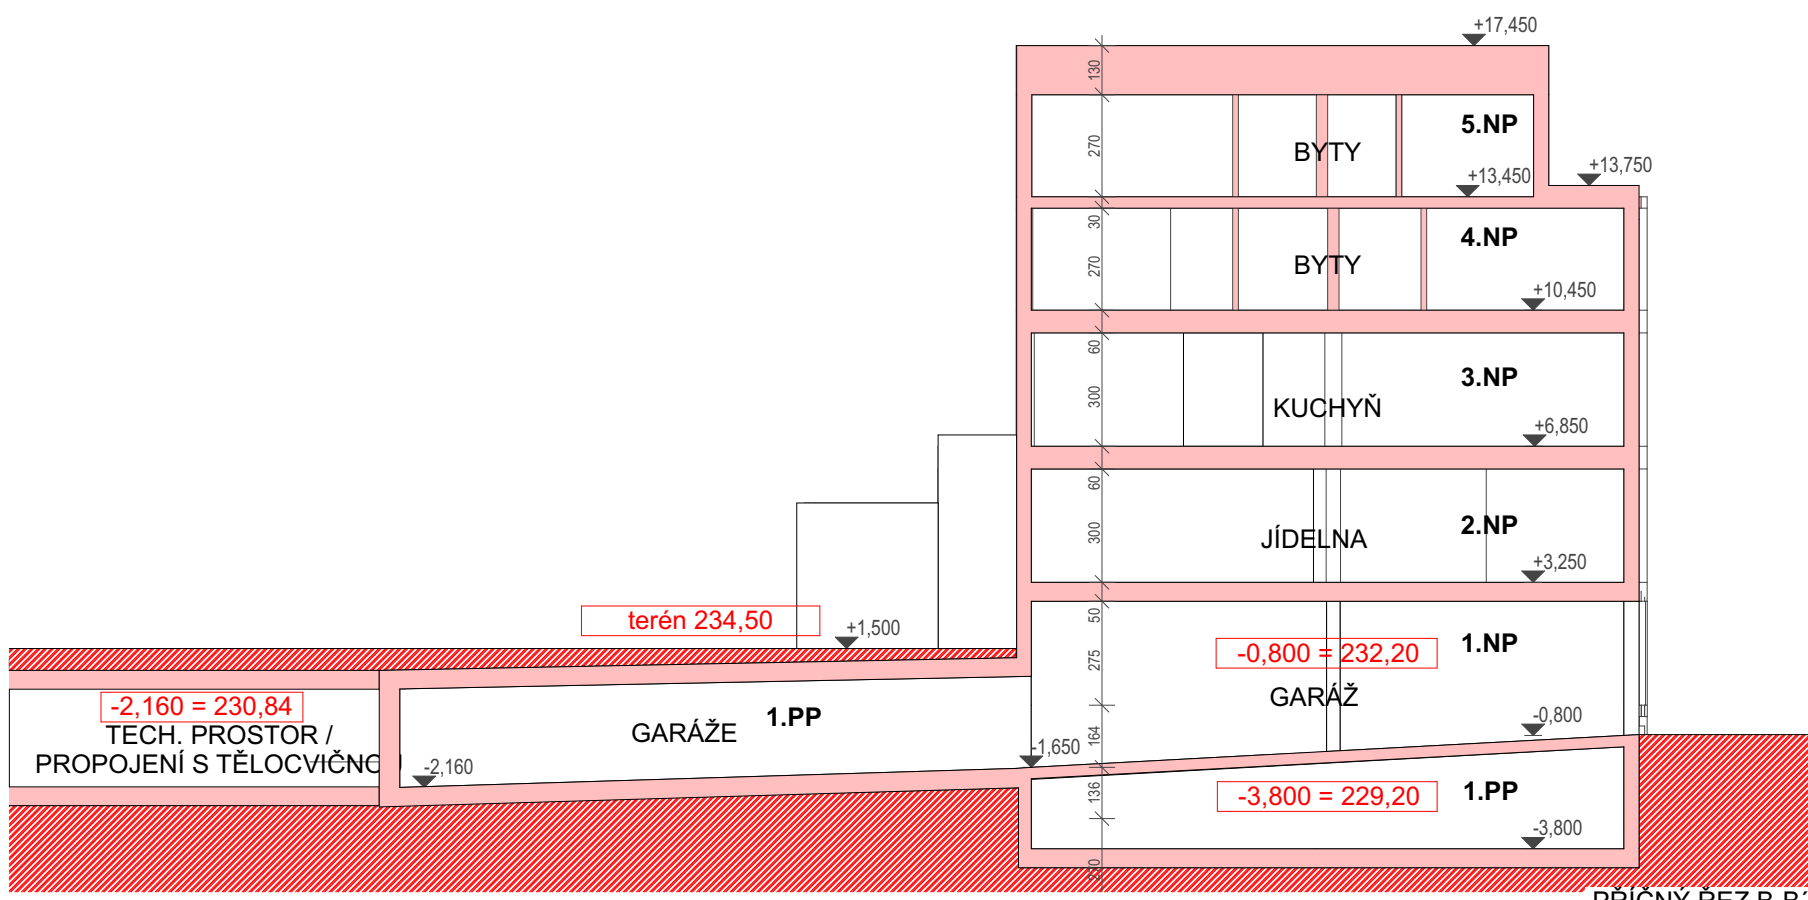 +17,450
130
5.NP
270
BYTY
+13,750
+13,450
30
4.NP
270
BYTY
+10,450
60
3.NP
300
KUCHYŇ
+6,850
60
2.NP
300
JÍDELNA
+3,250
50
terén 234,50
+1,500
1.NP
-0,800 = 232,20
275
GARÁŽ
-2,160 = 230,84
1.PP
-0,800
TECH. PROSTOR /
GARÁŽE
164
-1,650
PROPOJENÍ S TĚLOCVIČNOU
-2,160
136
-3,800 = 229,20
1.PP
-3,800
PŘÍČNÝ ŘEZ B-B´